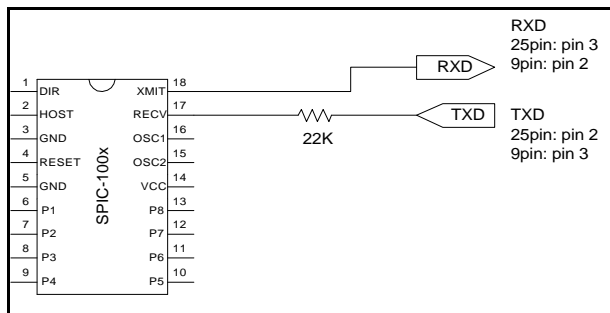 RXD
25pin: pin 3
9pin: pin 2
RXD
1 DIR XMIT 18
2 HOST RECV 17
3 GND OSC1 16
4 RESET OSC2 15
5 GND VCC 14
6 P1 P8 13
7 P2 P7 12
8 P3 P6 11
9 P4 P5 10
SPIC-100x
22K
TXD
TXD
25pin: pin 2
9pin: pin 3